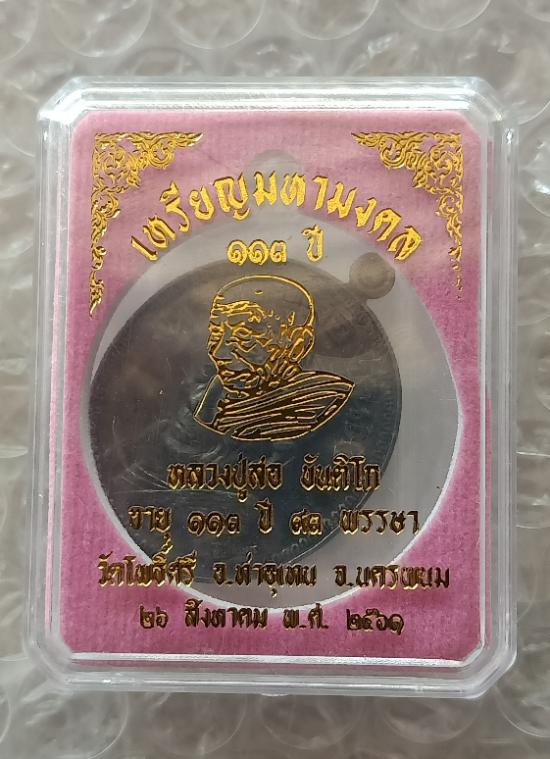 เหรียญมหามงคล
๑๑๓ ปี
หลวงปู่ส่อ ขันติโก
อายุ ๑๑๓ ปี ๙๓ พรรษา
วัดโพธิ์ศรี อ.ท่าอุเทน จ.นครพนม
๒๖ สิงหาคม พ.ศ. ๒๕๖๑